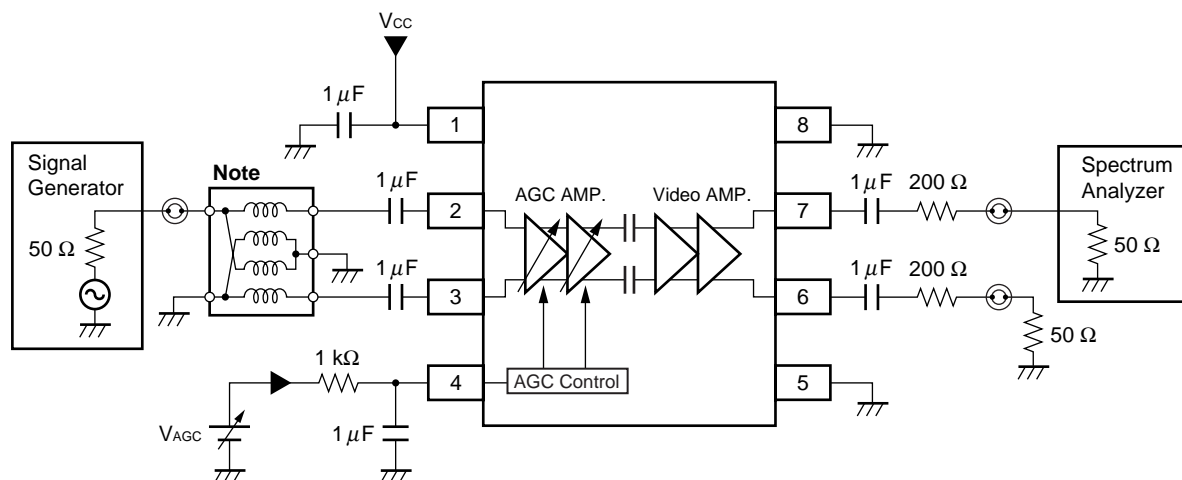 VCC
1 μF
1
8
Signal
Generator
Note
1 μF
2
AGC AMP.
Video AMP.
7
1 μF
200 Ω
Spectrum
Analyzer
50 Ω
50 Ω
1 μF
3
6
1 μF
200 Ω
50 Ω
1 kΩ
4
AGC Control
5
VAGC
1 μF